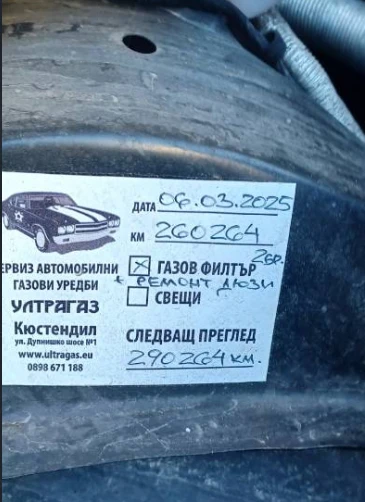 ДАТА 06.03.2025
КМ 260264
☒ ГАЗОВ ФИЛТЪР 2БР.
+ РЕМОНТ ДЮЗИ
☐ СВЕЩИ
СЛЕДВАЩ ПРЕГЛЕД
290264 КМ.
ЕРВИЗ АВТОМОБИЛНИ
ГАЗОВИ УРЕДБИ
УЛТРАГАЗ
Кюстендил
ул. Дупнишко шосе №1
www.ultragas.eu
0898 671 188